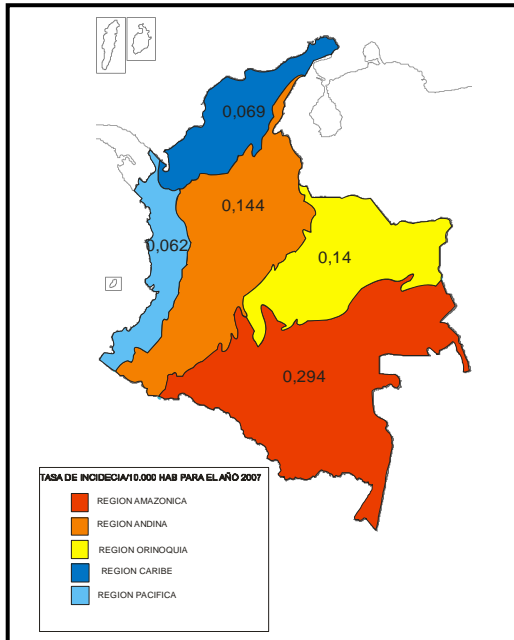 0,069
0,144
0,062
0,14
0,294
TASA DE INCIDECIA/10.000 HAB PARA EL AÑO 2007
REGION AMAZONICA
REGION ANDINA
REGION ORINOQUIA
REGION CARIBE
REGION PACIFICA